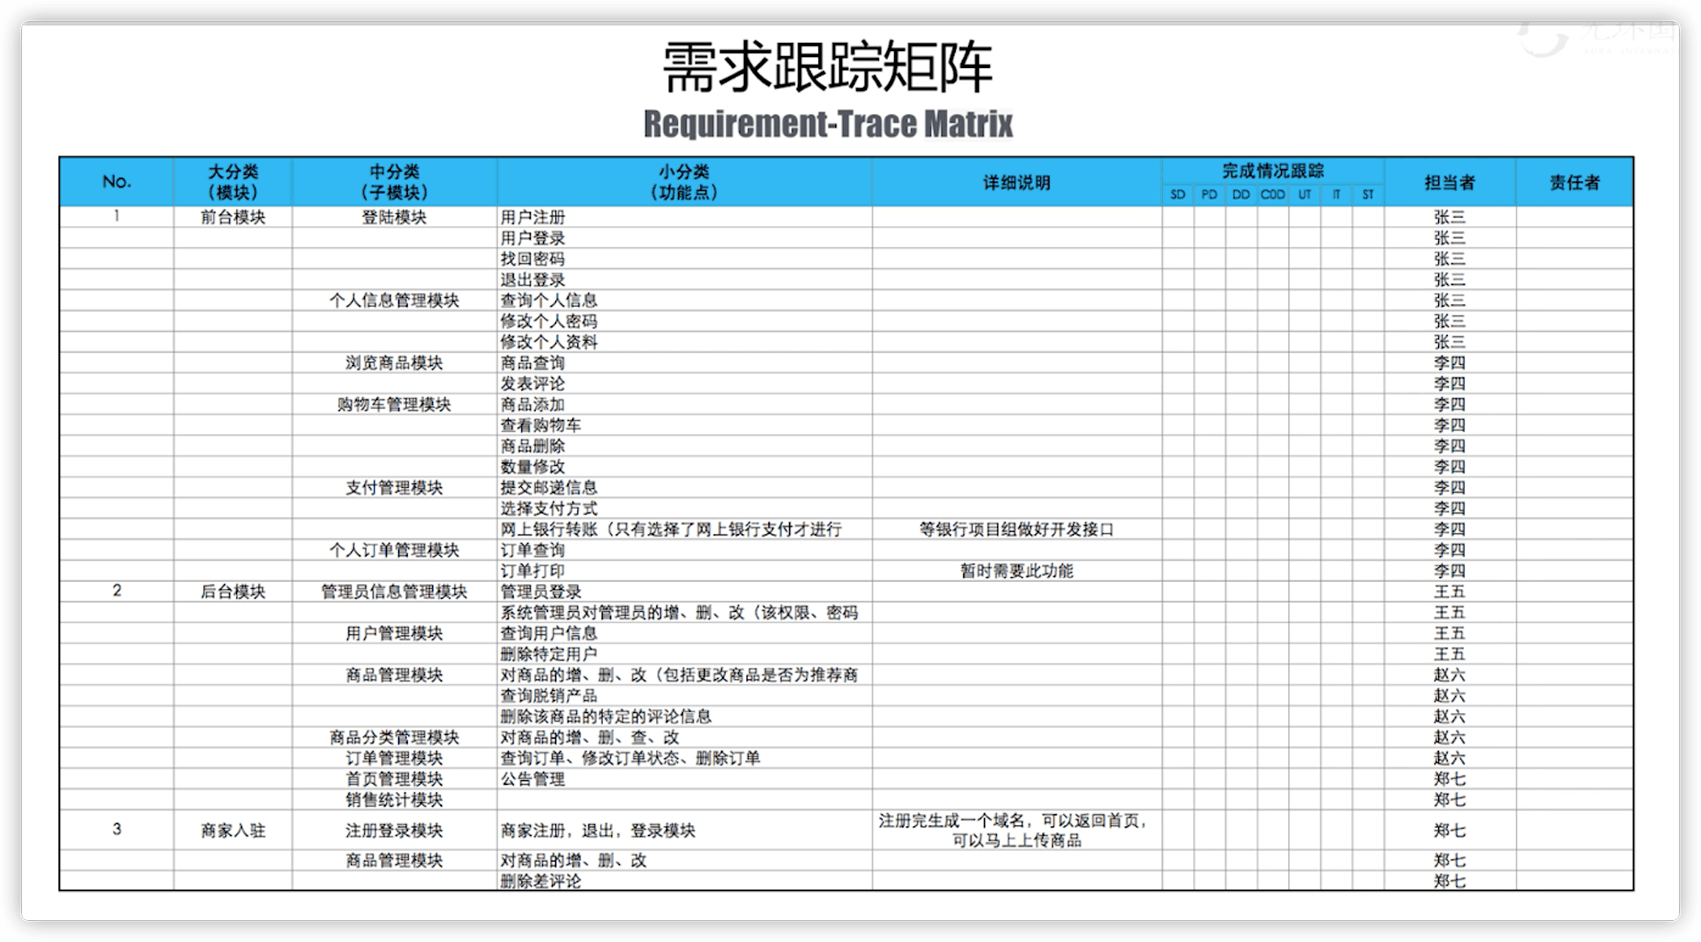 需求跟踪矩阵
Requirement-Trace Matrix
No. 大分类（模块） 中分类（子模块） 小分类（功能点） 详细说明 完成情况跟踪 担当者 责任者
SD PD DD COD UT IT ST
1 前台模块 登陆模块 用户注册 张三
用户登录 张三
找回密码 张三
退出登录 张三
个人信息管理模块 查询个人信息 张三
修改个人密码 张三
修改个人资料 张三
浏览商品模块 商品查询 李四
发表评论 李四
购物车管理模块 商品添加 李四
查看购物车 李四
商品删除 李四
数量修改 李四
支付管理模块 提交邮递信息 李四
选择支付方式 李四
网上银行转账（只有选择了网上银行支付才进行 等银行项目组做好开发接口 李四
个人订单管理模块 订单查询 李四
订单打印 暂时需要此功能 李四
2 后台模块 管理员信息管理模块 管理员登录 王五
系统管理员对管理员的增、删、改（该权限、密码 王五
用户管理模块 查询用户信息 王五
删除特定用户 王五
商品管理模块 对商品的增、删、改（包括更改商品是否为推荐商 赵六
查询脱销产品 赵六
删除该商品的特定的评论信息 赵六
商品分类管理模块 对商品的增、删、查、改 赵六
订单管理模块 查询订单、修改订单状态、删除订单 赵六
首页管理模块 公告管理 郑七
销售统计模块 郑七
3 商家入驻 注册登录模块 商家注册，退出，登录模块 注册完生成一个域名，可以返回首页，可以马上上传商品 郑七
商品管理模块 对商品的增、删、改 郑七
删除差评论 郑七